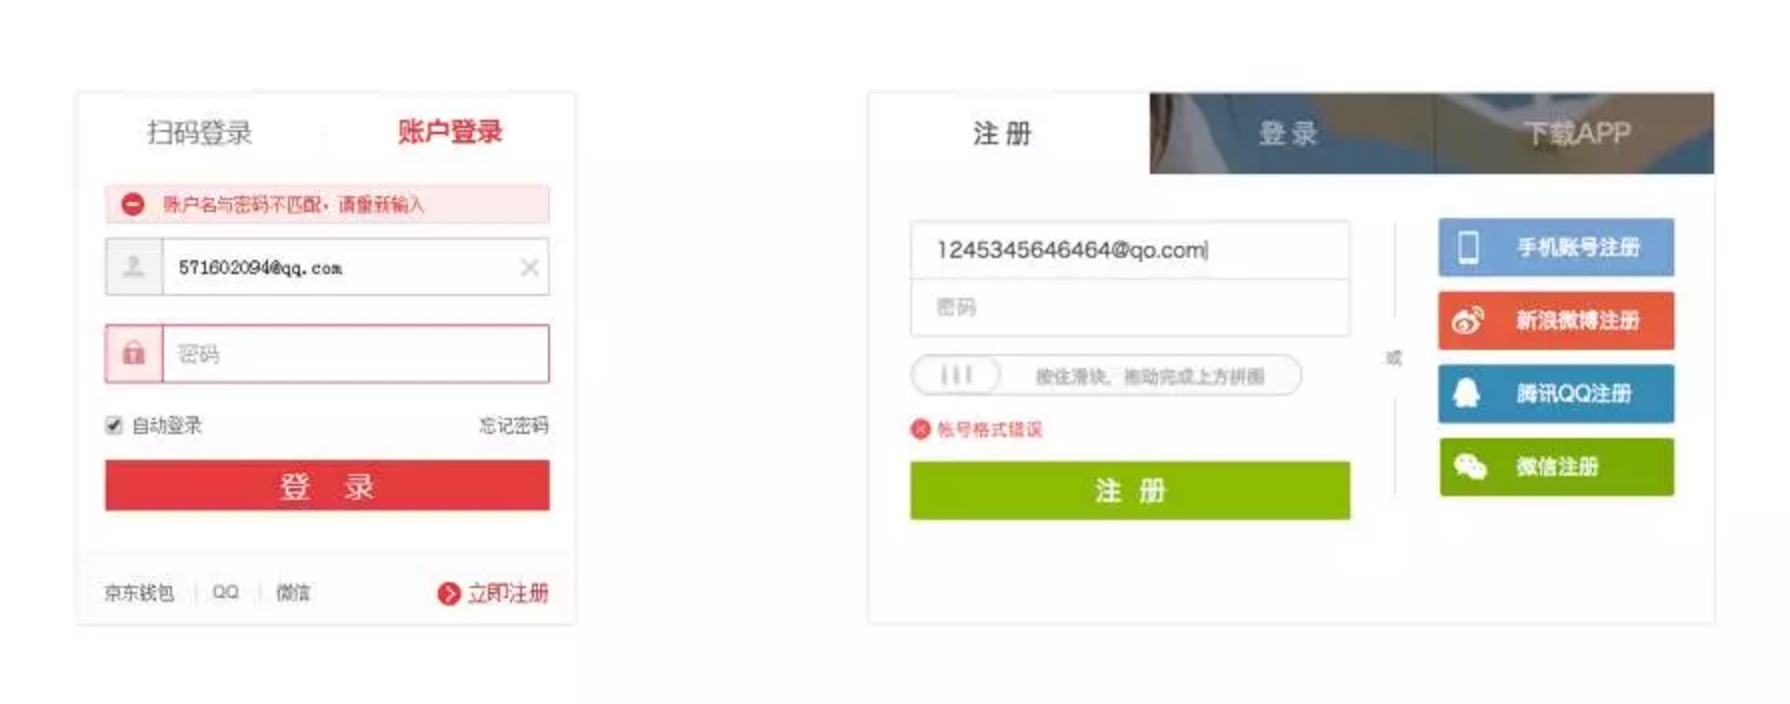 扫码登录 账户登录
账户名与密码不匹配，请重新输入
571602094@qq.com
密码
自动登录 忘记密码
登 录
京东钱包 QQ 微信 立即注册
注册 登录 下载APP
1245345646464@qo.com
密码
按住滑块，拖动完成上方拼图
帐号格式错误
注 册
或
手机账号注册
新浪微博注册
腾讯QQ注册
微信注册